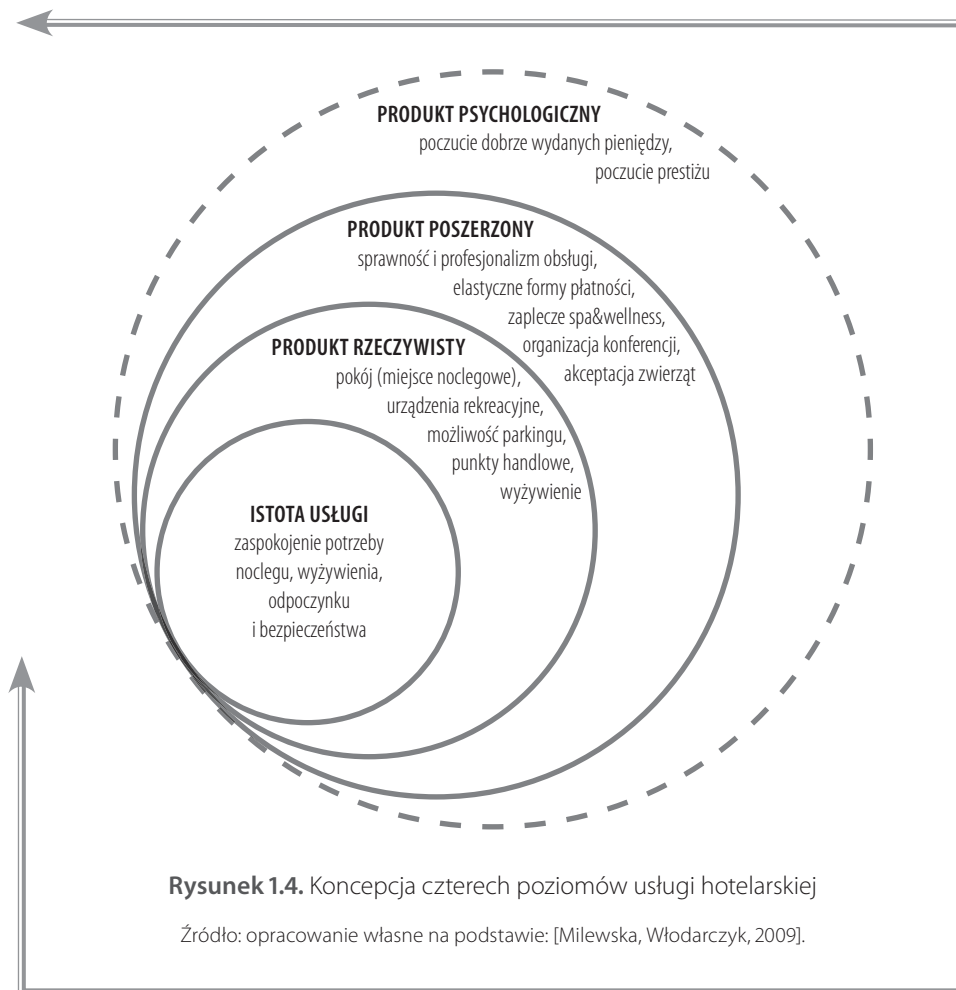 PRODUKT PSYCHOLOGICZNY
poczucie dobrze wydanych pieniędzy,
poczucie prestiżu
PRODUKT POSZERZONY
sprawność i profesjonalizm obsługi,
elastyczne formy płatności,
zaplecze spa&wellness,
organizacja konferencji,
akceptacja zwierząt
PRODUKT RZECZYWISTY
pokój (miejsce noclegowe),
urządzenia rekreacyjne,
możliwość parkingu,
punkty handlowe,
wyżywienie
ISTOTA USŁUGI
zaspokojenie potrzeby
noclegu, wyżywienia,
odpoczynku
i bezpieczeństwa
Rysunek 1.4. Koncepcja czterech poziomów usługi hotelarskiej
Źródło: opracowanie własne na podstawie: [Milewska, Włodarczyk, 2009].